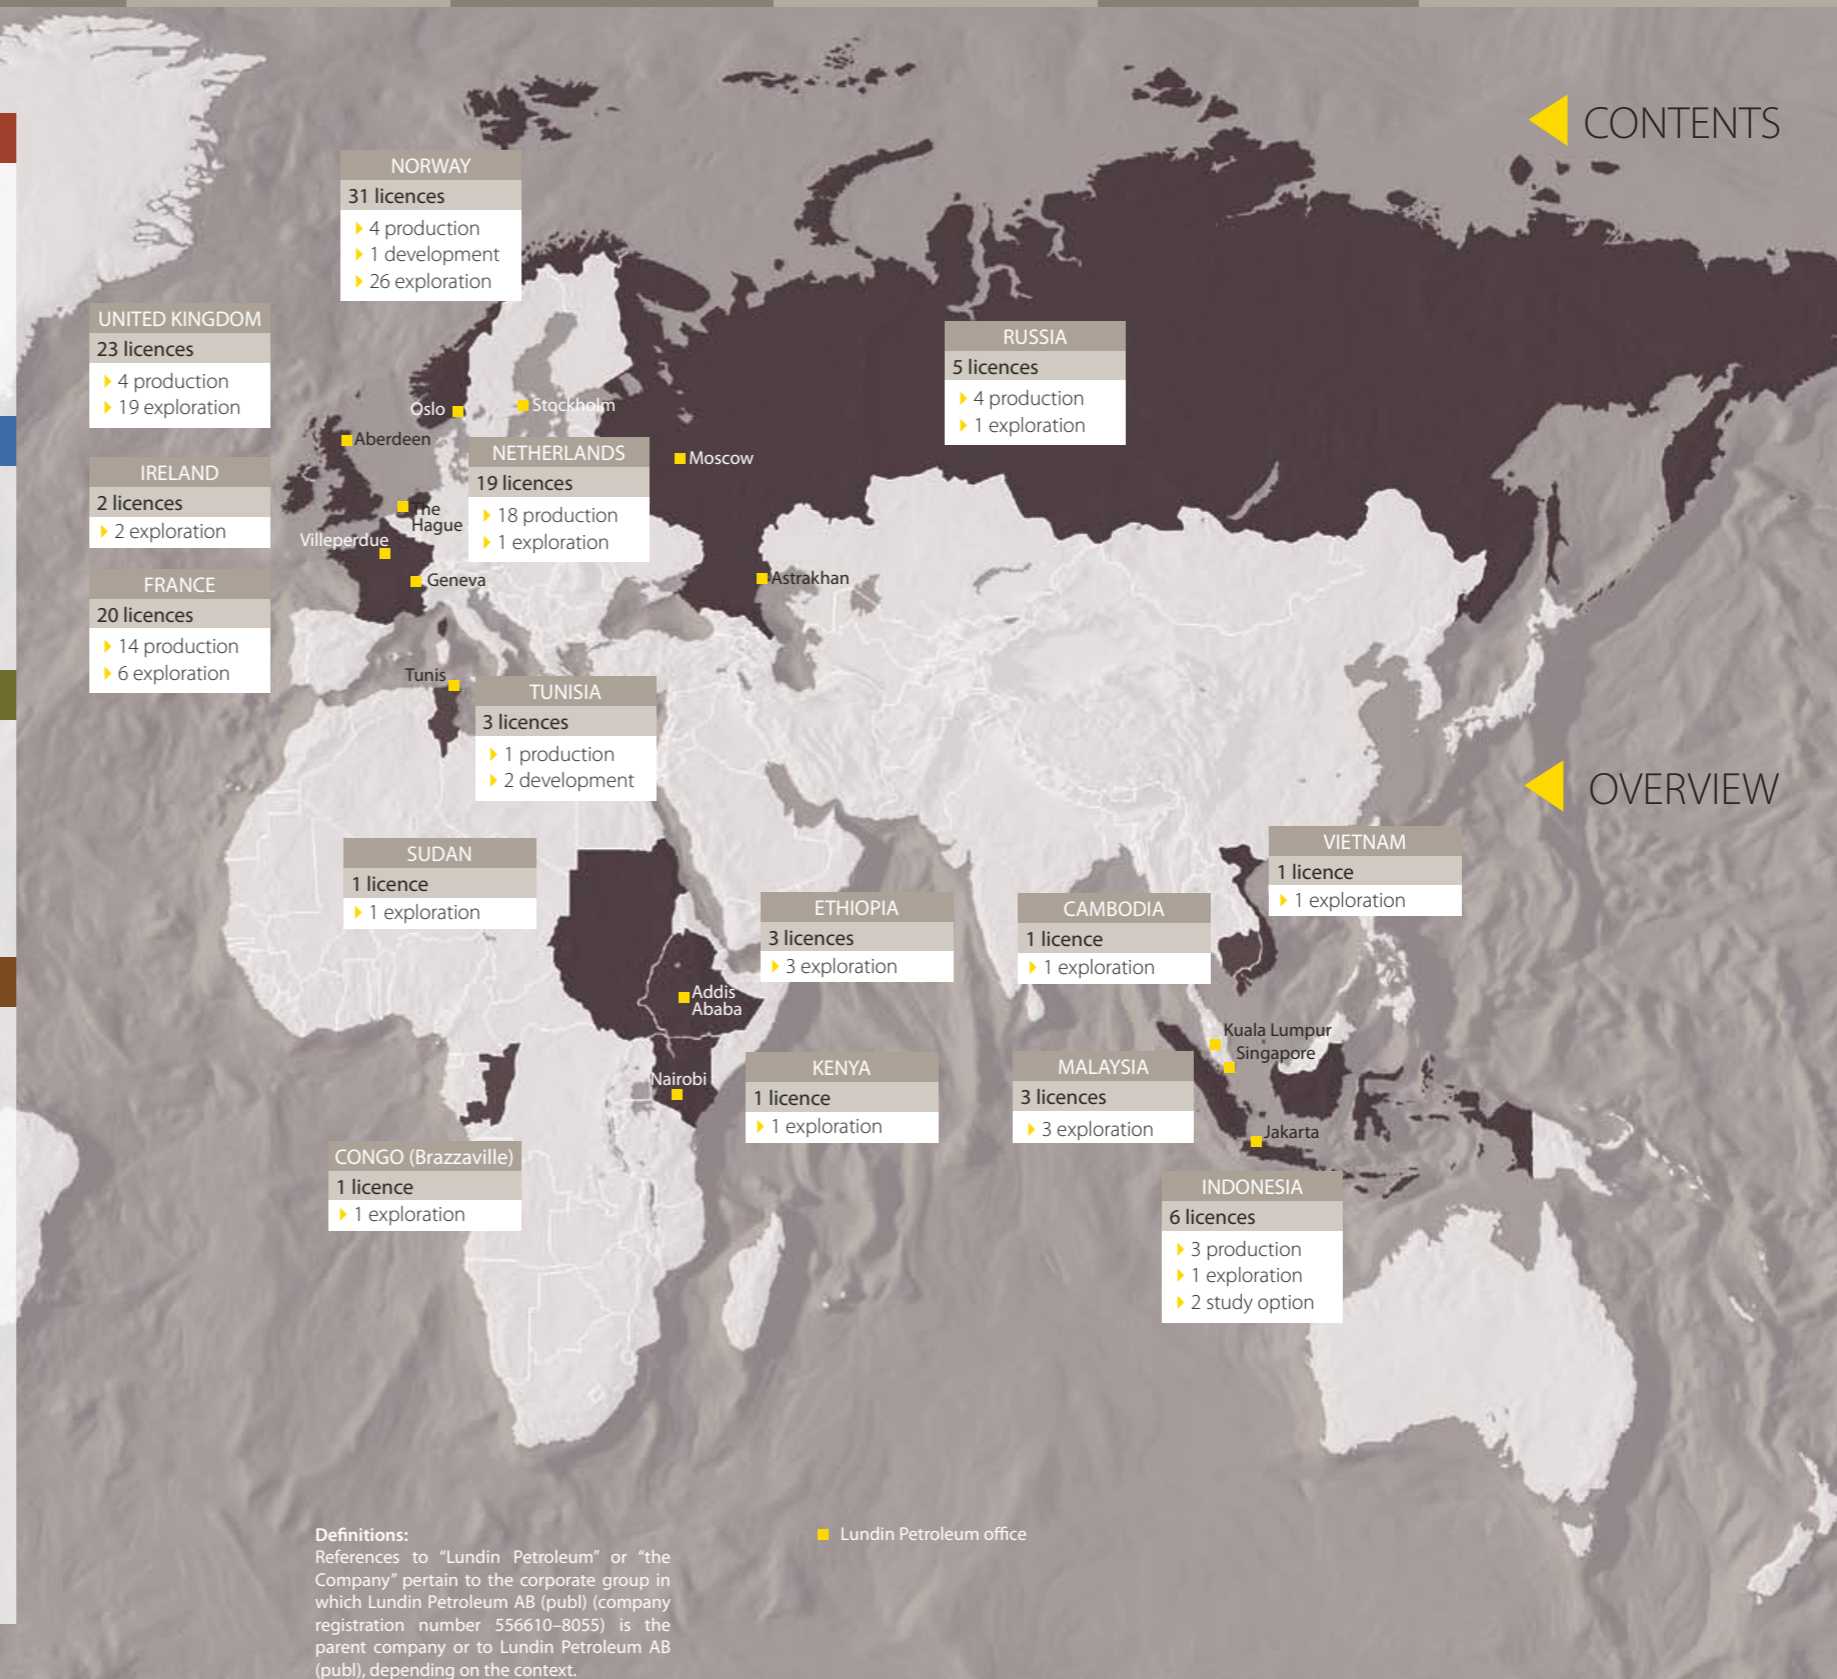 CONTENTS
NORWAY
31 licences
4 production
1 development
26 exploration
UNITED KINGDOM
23 licences
4 production
19 exploration
RUSSIA
5 licences
4 production
1 exploration
Oslo
Stockholm
Aberdeen
NETHERLANDS
19 licences
18 production
1 exploration
Moscow
IRELAND
2 licences
2 exploration
The
Hague
Villeperdue
Geneva
Astrakhan
FRANCE
20 licences
14 production
6 exploration
Tunis
TUNISIA
3 licences
1 production
2 development
OVERVIEW
SUDAN
1 licence
1 exploration
VIETNAM
1 licence
1 exploration
ETHIOPIA
3 licences
3 exploration
CAMBODIA
1 licence
1 exploration
Addis
Ababa
Kuala Lumpur
Singapore
Nairobi
KENYA
1 licence
1 exploration
MALAYSIA
3 licences
3 exploration
Jakarta
CONGO (Brazzaville)
1 licence
1 exploration
INDONESIA
6 licences
3 production
1 exploration
2 study option
Definitions:
References to “Lundin Petroleum” or “the
Company” pertain to the corporate group in
which Lundin Petroleum AB (publ) (company
registration number 556610–8055) is the
parent company or to Lundin Petroleum AB
(publ), depending on the context.
Lundin Petroleum office